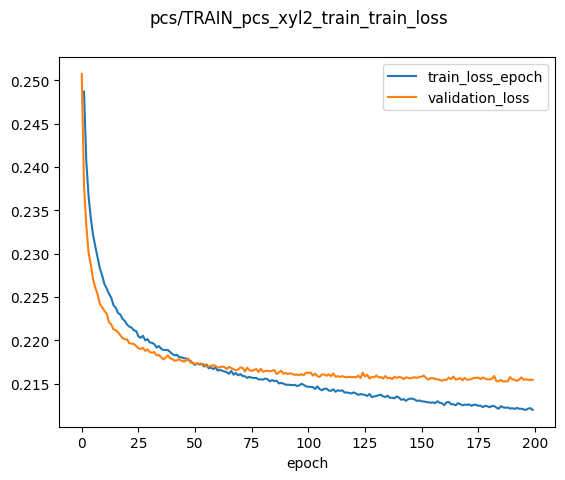 pcs/TRAIN_pcs_xyl2_train_train_loss
train_loss_epoch
validation_loss
0.250
0.245
0.240
0.235
0.230
0.225
0.220
0.215
0 25 50 75 100 125 150 175 200
epoch